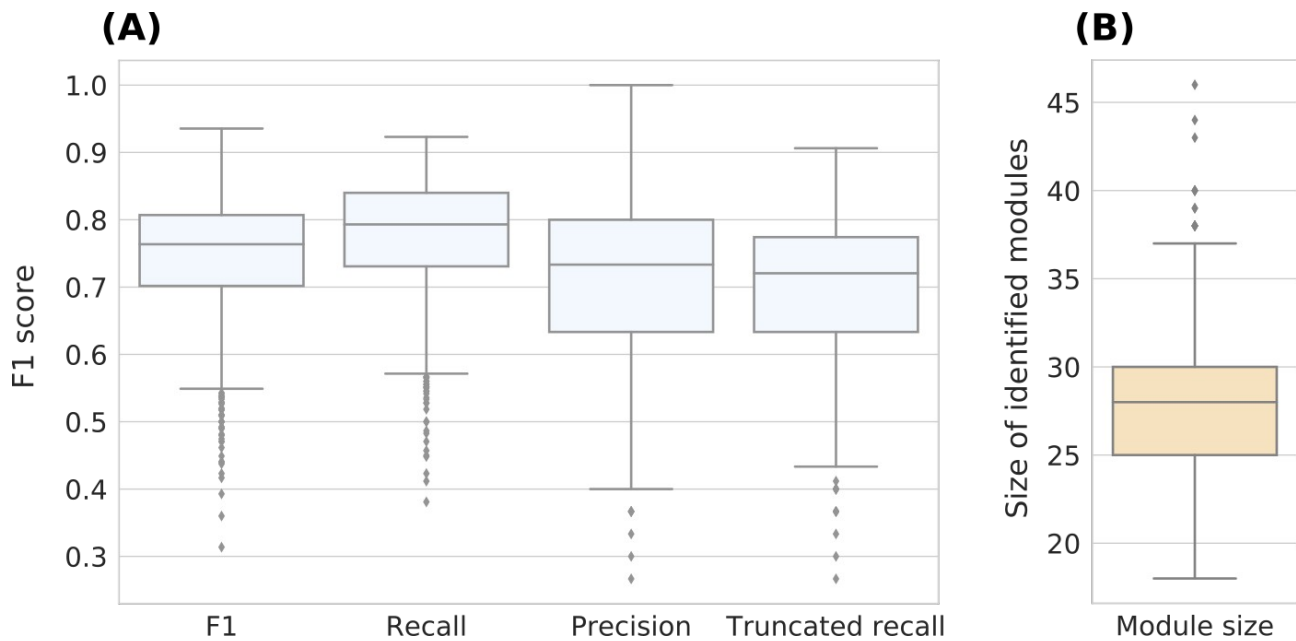 (A)
F1 score
1.0
0.9
0.8
0.7
0.6
0.5
0.4
0.3
F1
Recall
Precision
Truncated recall
(B)
Size of identified modules
45
40
35
30
25
20
Module size